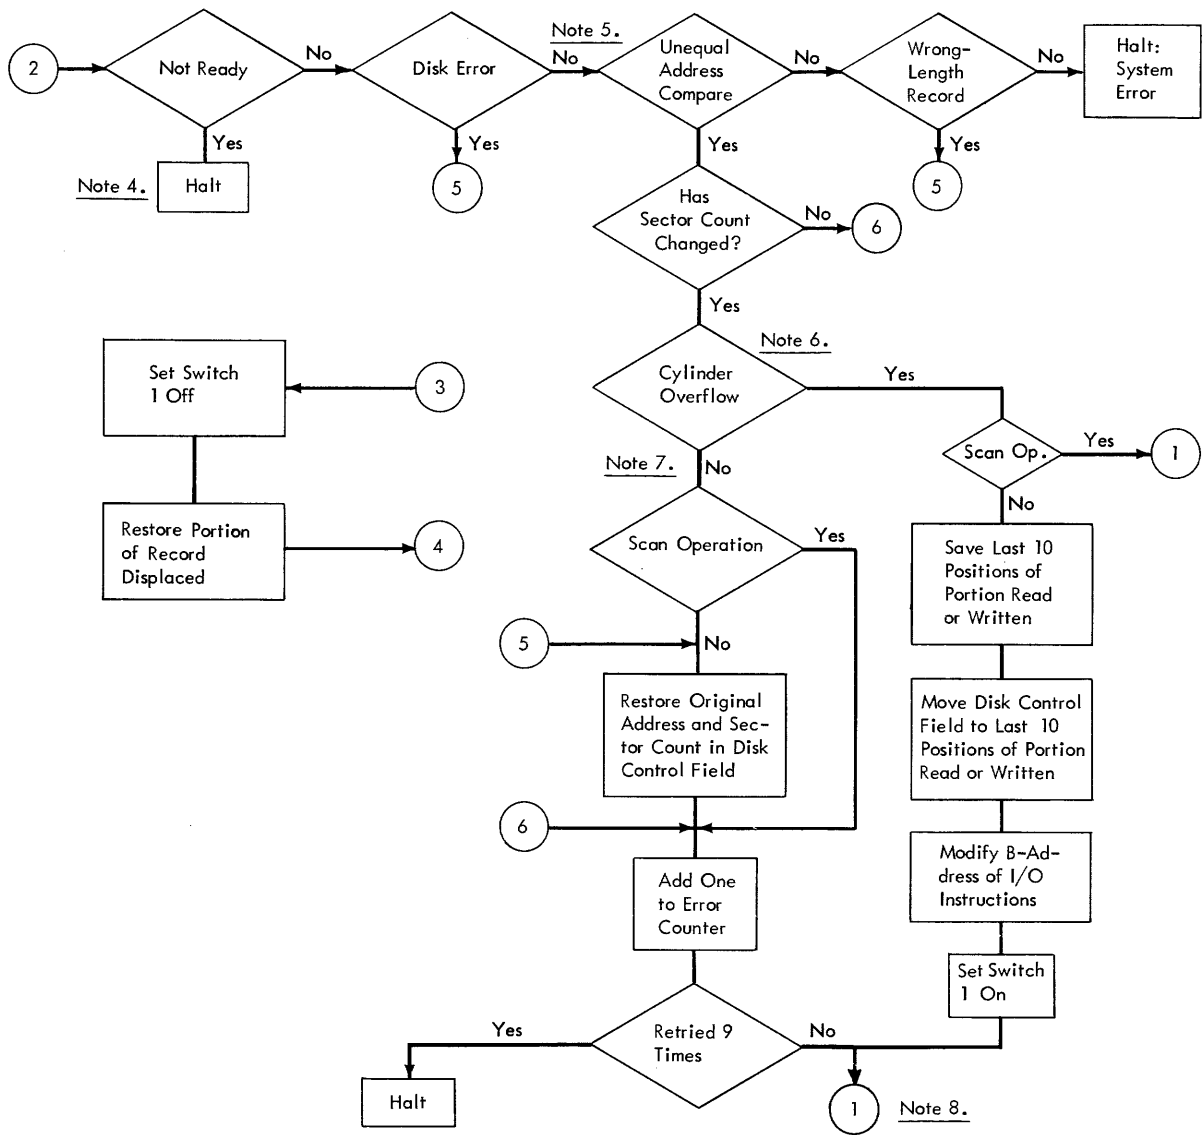 2
Not Ready
No
Disk Error
Note 5.
No
Unequal
Address
Compare
No
Wrong-
Length
Record
No
Halt:
System
Error
Yes
Note 4.
Halt
Yes
5
Yes
Yes
5
Has
Sector Count
Changed?
No
6
Yes
Note 6.
Set Switch
1 Off
3
Cylinder
Overflow
Yes
Scan Op.
Yes
1
Note 7.
No
No
Restore Portion
of Record
Displaced
4
Scan Operation
Yes
Save Last 10
Positions of
Portion Read
or Written
5
No
Restore Original
Address and Sec-
tor Count in Disk
Control Field
Move Disk Control
Field to Last 10
Positions of Portion
Read or Written
6
Modify B-Ad-
dress of I/O
Instructions
Add One
to Error
Counter
Set Switch
1 On
Yes
Retried 9
Times
No
Halt
1
Note 8.